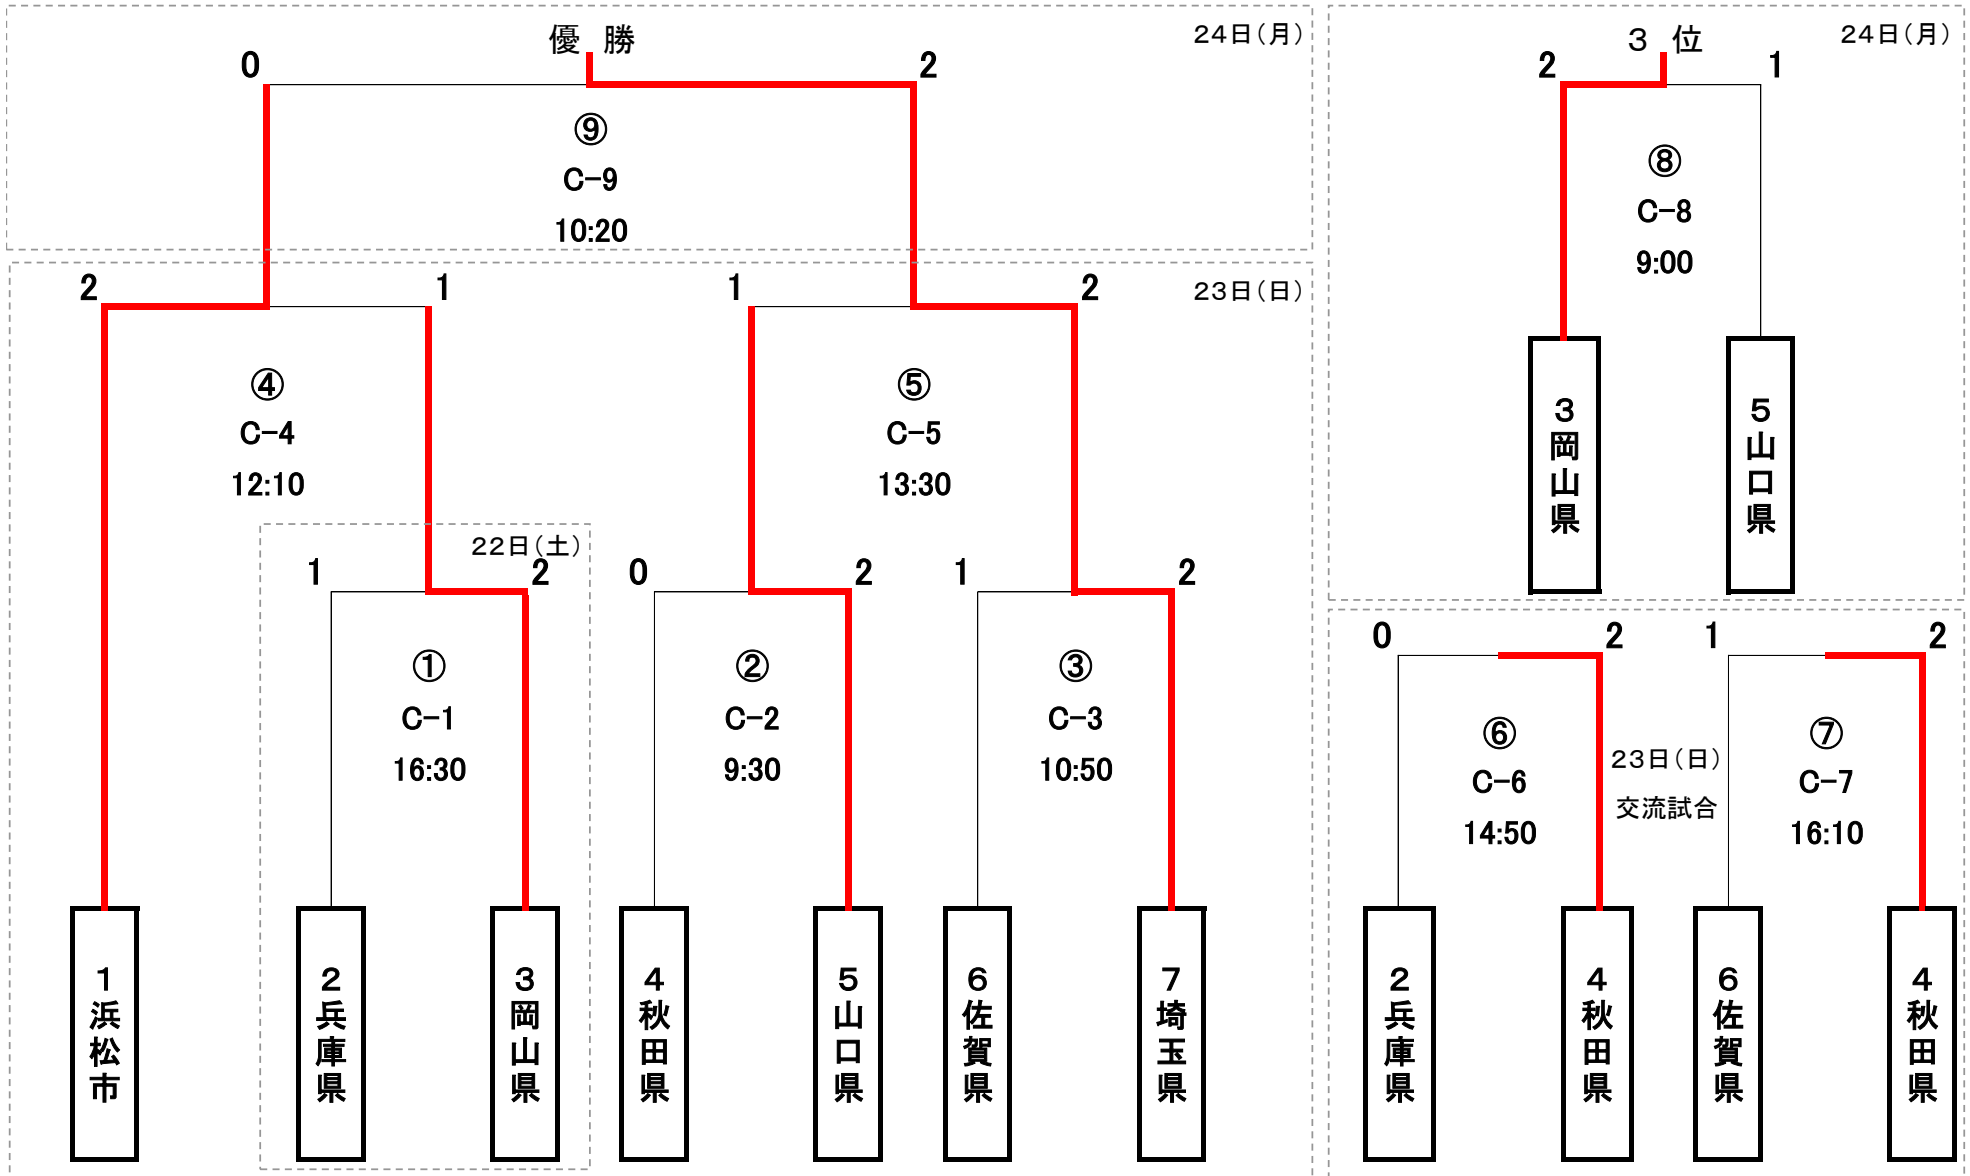 優 勝
24日(月)
0
2
⑨
C-9
10:20
3 位
24日(月)
2
1
⑧
C-8
9:00
3岡山県
5山口県
23日(日)
2
1
1
2
④
C-4
12:10
⑤
C-5
13:30
22日(土)
1
2
0
2
1
2
①
C-1
16:30
②
C-2
9:30
③
C-3
10:50
1浜松市
2兵庫県
3岡山県
4秋田県
5山口県
6佐賀県
7埼玉県
0
2
1
2
⑥
C-6
14:50
23日(日)
交流試合
⑦
C-7
16:10
2兵庫県
4秋田県
6佐賀県
4秋田県